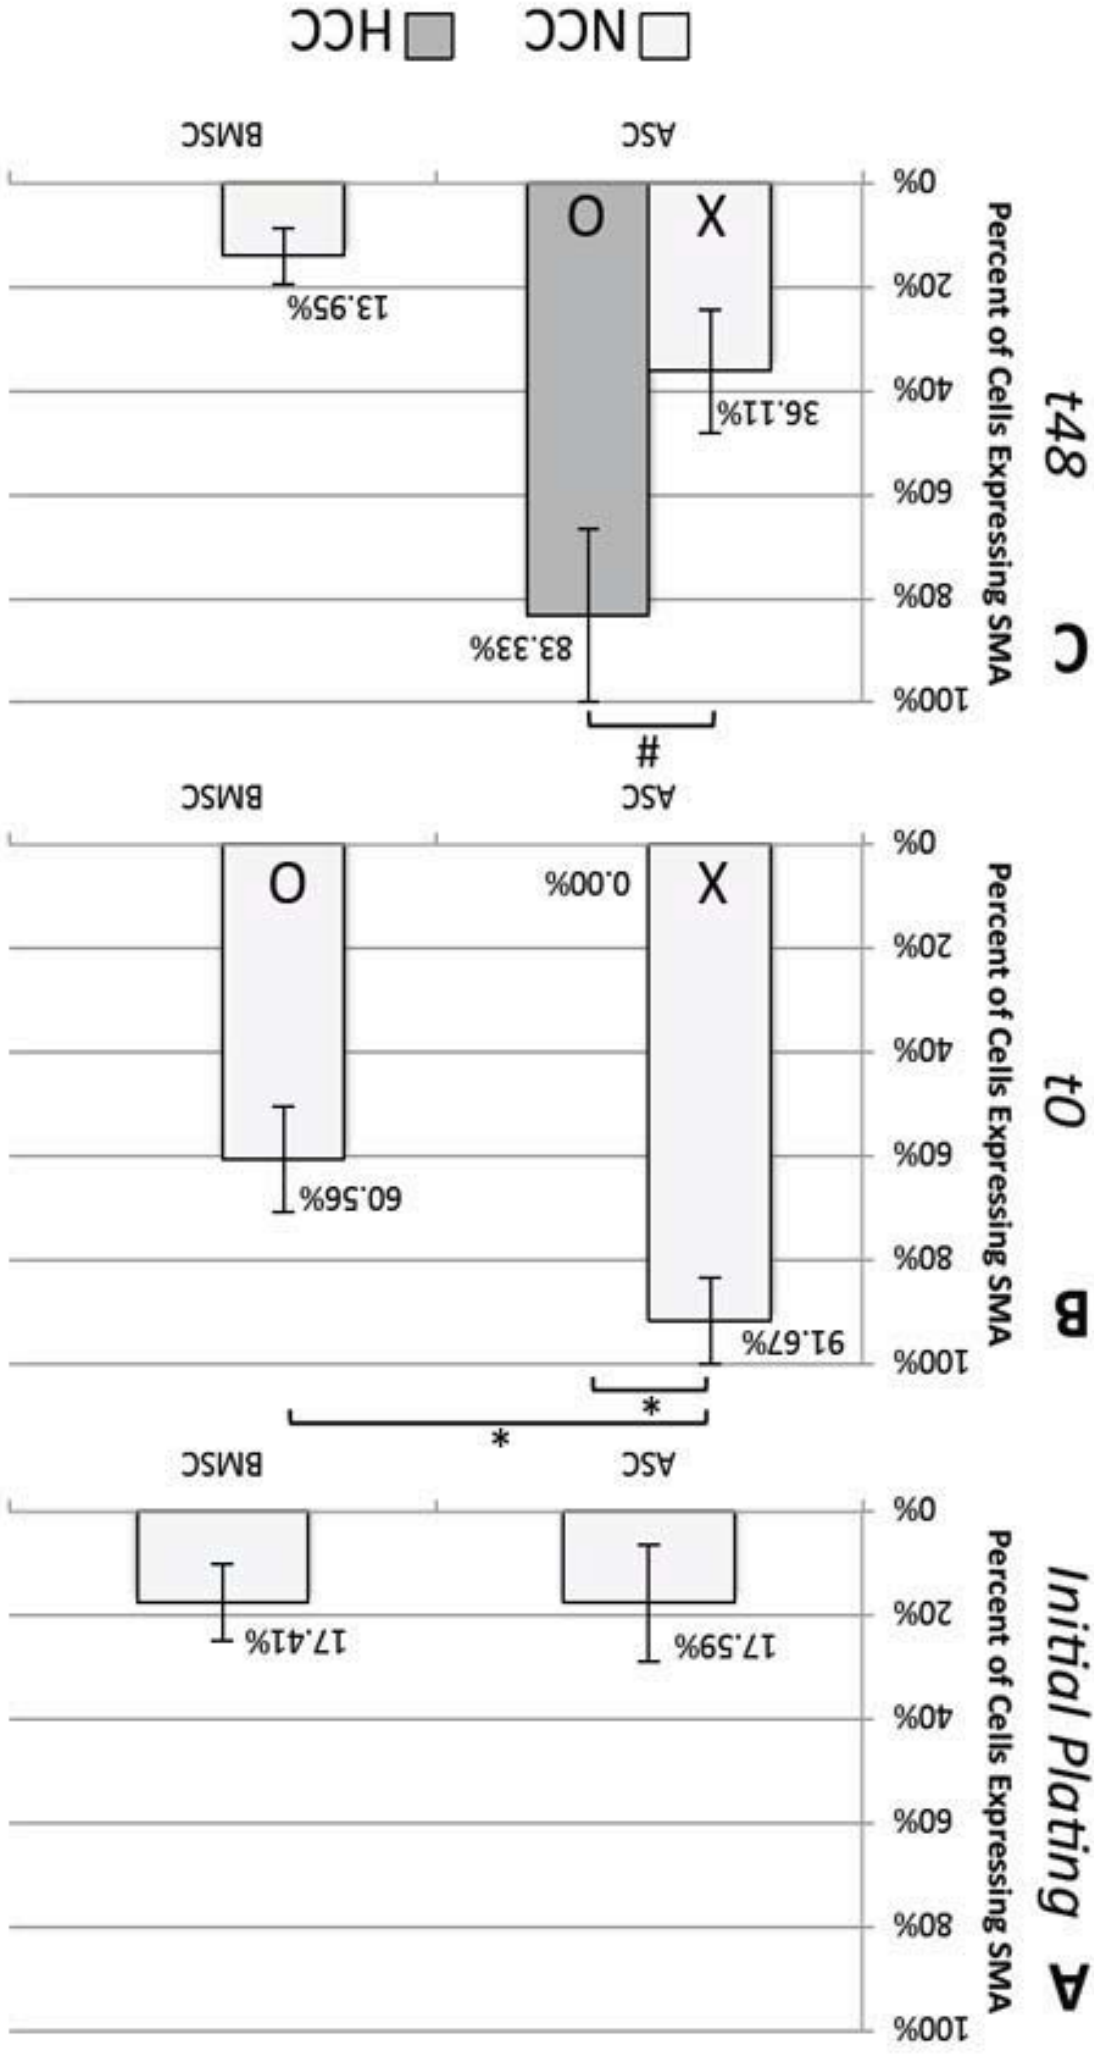 A
Initial Plating
Percent of Cells Expressing SMA
100%
80%
60%
40%
20%
0%
17.59%
17.41%
ASC
BMSC
B
t0
Percent of Cells Expressing SMA
*
*
100%
80%
60%
40%
20%
0%
91.67%
X
0.00%
60.56%
O
ASC
BMSC
C
t48
Percent of Cells Expressing SMA
#
100%
80%
60%
40%
20%
0%
36.11%
X
83.33%
O
13.95%
ASC
BMSC
NCC
HCC